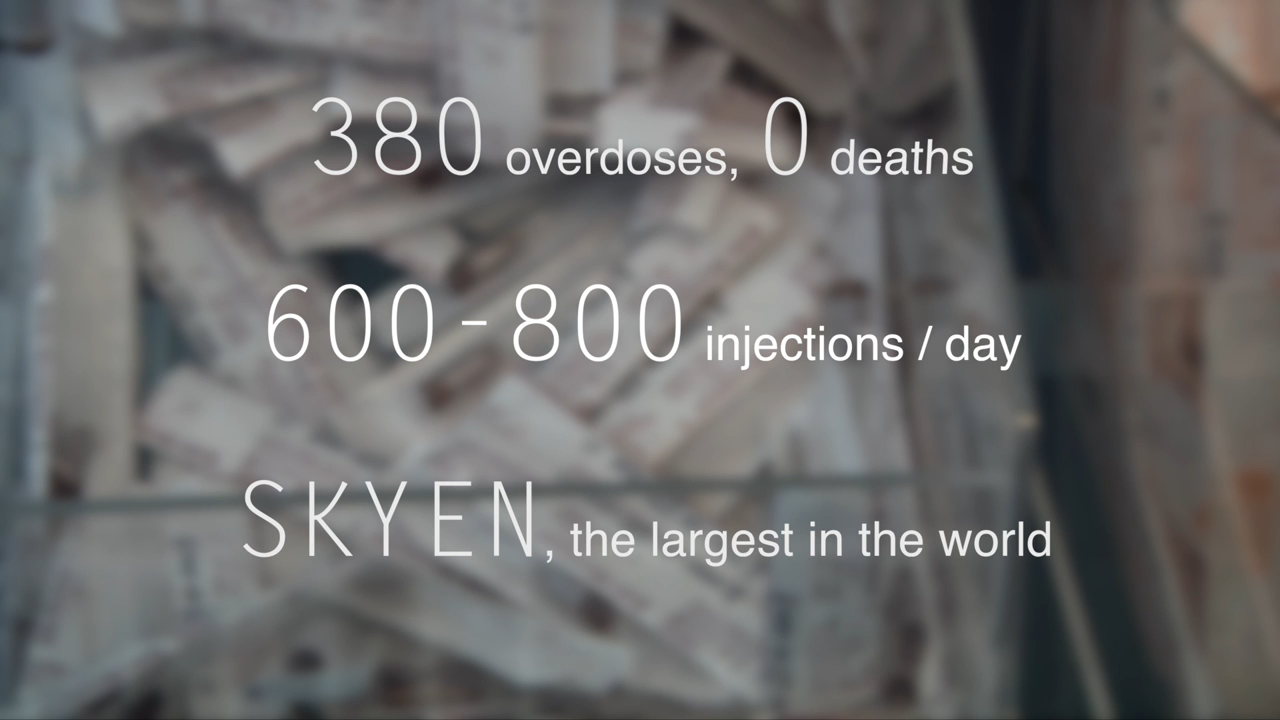 380 overdoses, 0 deaths
600-800 injections / day
SKYEN, the largest in the world